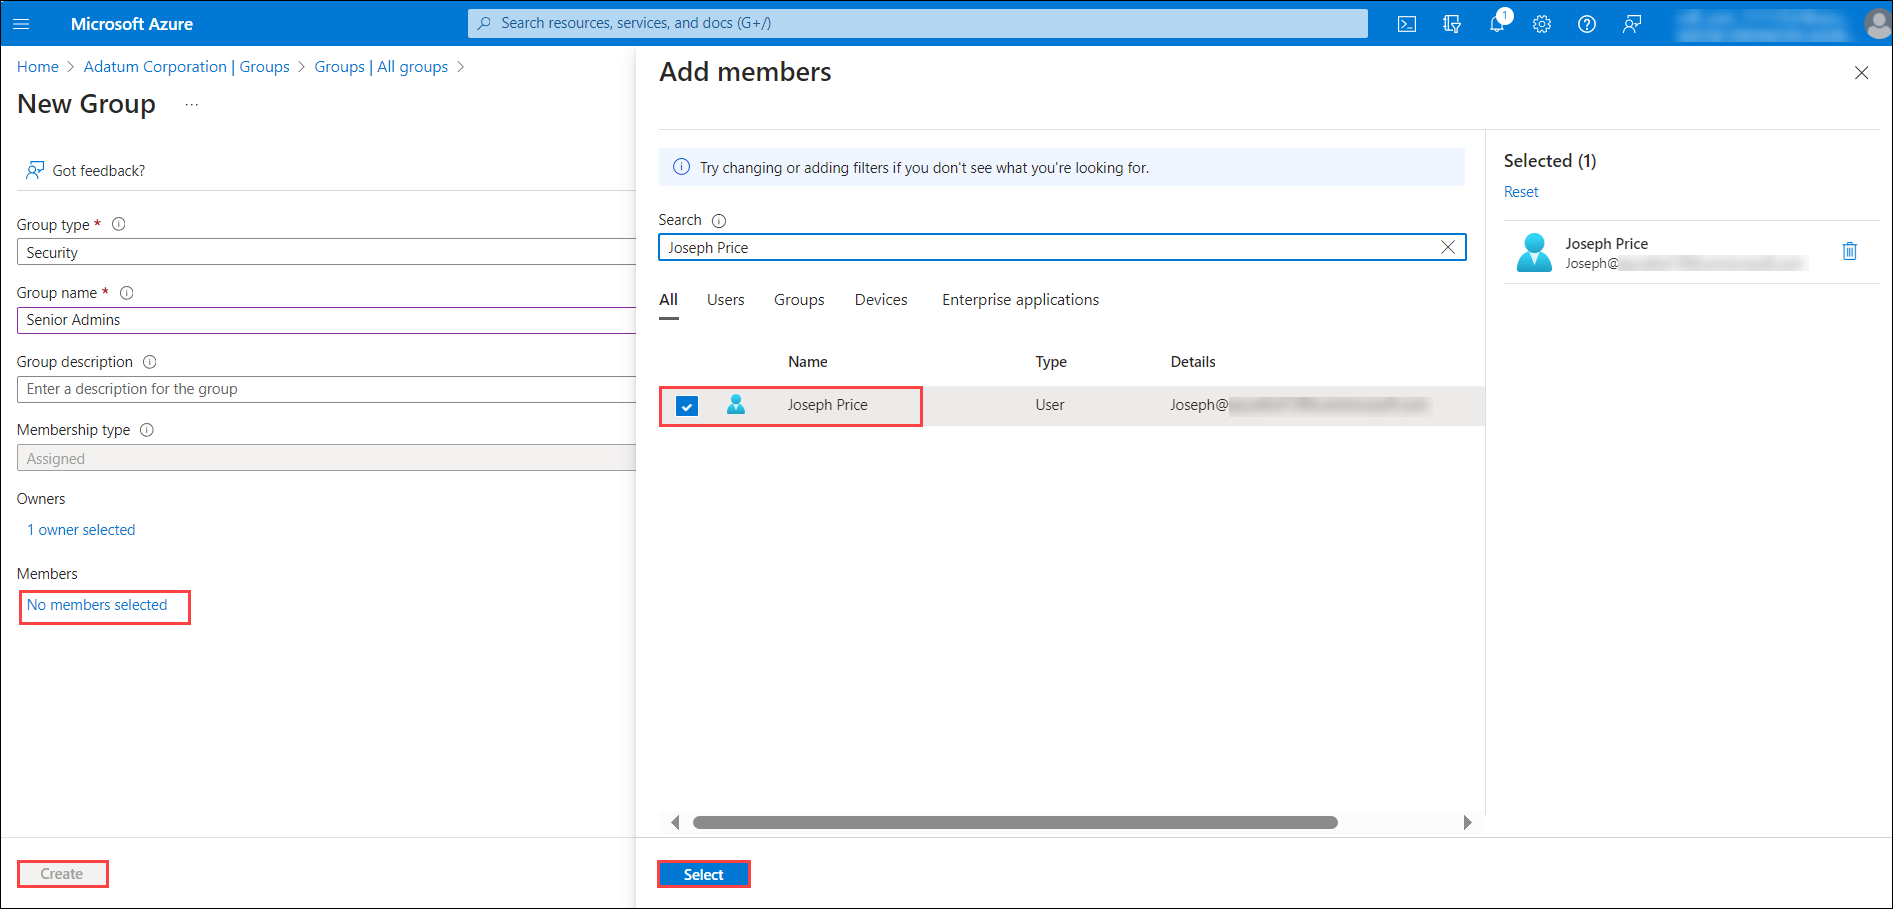 Microsoft Azure
Search resources, services, and docs (G+/)
1
Home > Adatum Corporation | Groups > Groups | All groups >
New Group ...
Got feedback?
Group type *
Security
Group name *
Senior Admins
Group description
Enter a description for the group
Membership type
Assigned
Owners
1 owner selected
Members
No members selected
Create
Add members
Try changing or adding filters if you don't see what you're looking for.
Search
Joseph Price
All Users Groups Devices Enterprise applications
Name Type Details
Joseph Price User Joseph@
Select
Selected (1)
Reset
Joseph Price
Joseph@